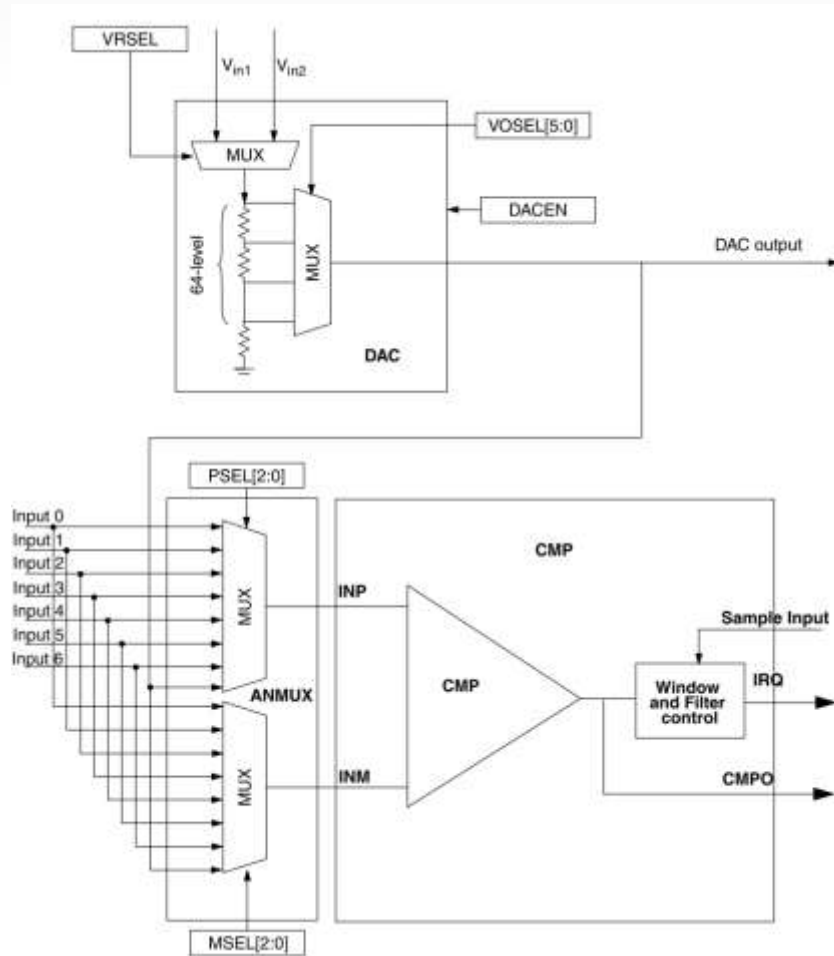 VRSEL
Vin1
Vin2
VOSEL[5:0]
MUX
DACEN
64-level
MUX
DAC output
DAC
PSEL[2:0]
Input 0
Input 1
Input 2
Input 3
Input 4
Input 5
Input 6
MUX
ANMUX
MUX
MSEL[2:0]
CMP
INP
INM
CMP
Sample Input
Window
and Filter
control
IRQ
CMPO